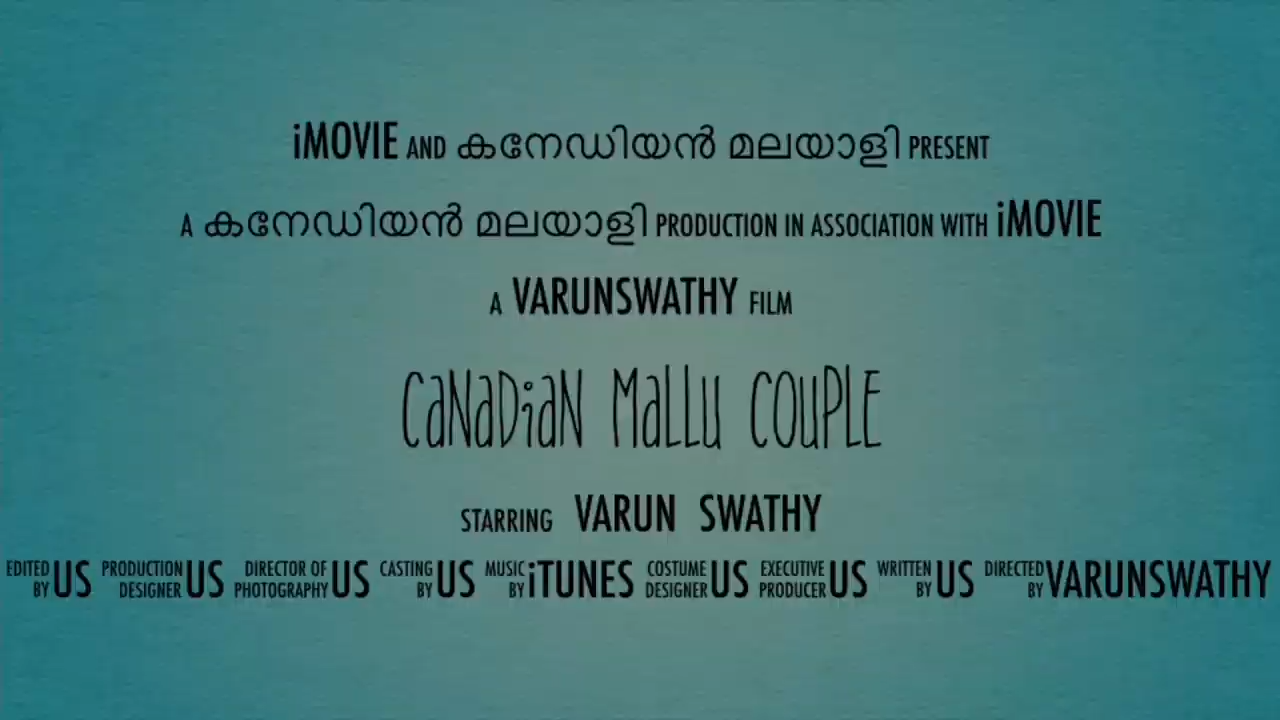 iMOVIE AND കനേഡിയൻ മലയാളി PRESENT
A കനേഡിയൻ മലയാളി PRODUCTION IN ASSOCIATION WITH iMOVIE
A VARUNSWATHY FILM
CANADIAN MALLU COUPLE
STARRING VARUN SWATHY
EDITED BY US PRODUCTION DESIGNER US DIRECTOR OF PHOTOGRAPHY US CASTING BY US MUSIC BY iTUNES COSTUME DESIGNER US EXECUTIVE PRODUCER US WRITTEN BY US DIRECTED BY VARUNSWATHY